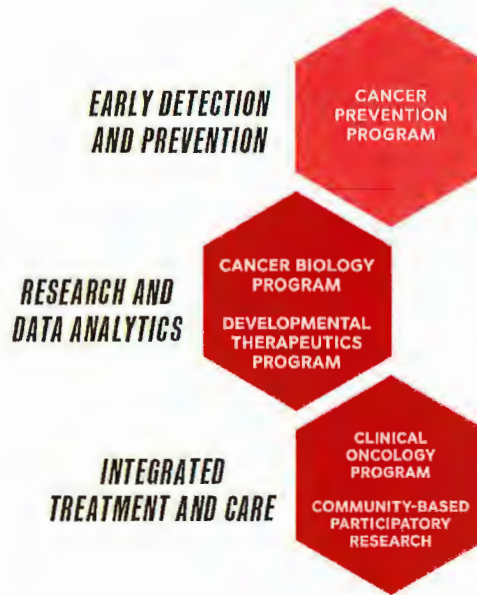 EARLY DETECTION
AND PREVENTION
CANCER
PREVENTION
PROGRAM
RESEARCH AND
DATA ANALYTICS
CANCER BIOLOGY
PROGRAM
DEVELOPMENTAL
THERAPEUTICS
PROGRAM
INTEGRATED
TREATMENT AND CARE
CLINICAL
ONCOLOGY
PROGRAM
COMMUNITY-BASED
PARTICIPATORY
RESEARCH